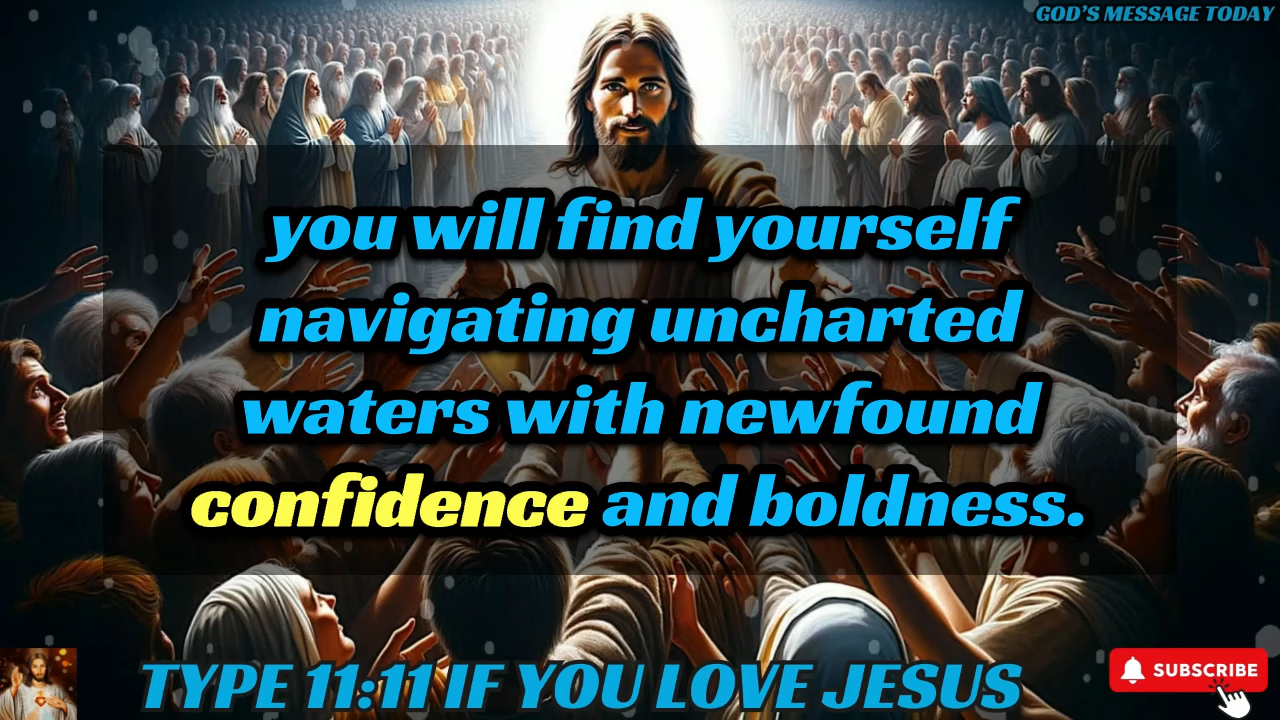 GOD'S MESSAGE TODAY
you will find yourself
navigating uncharted
waters with newfound
confidence and boldness.
TYPE 11:11 IF YOU LOVE JESUS
SUBSCRIBE